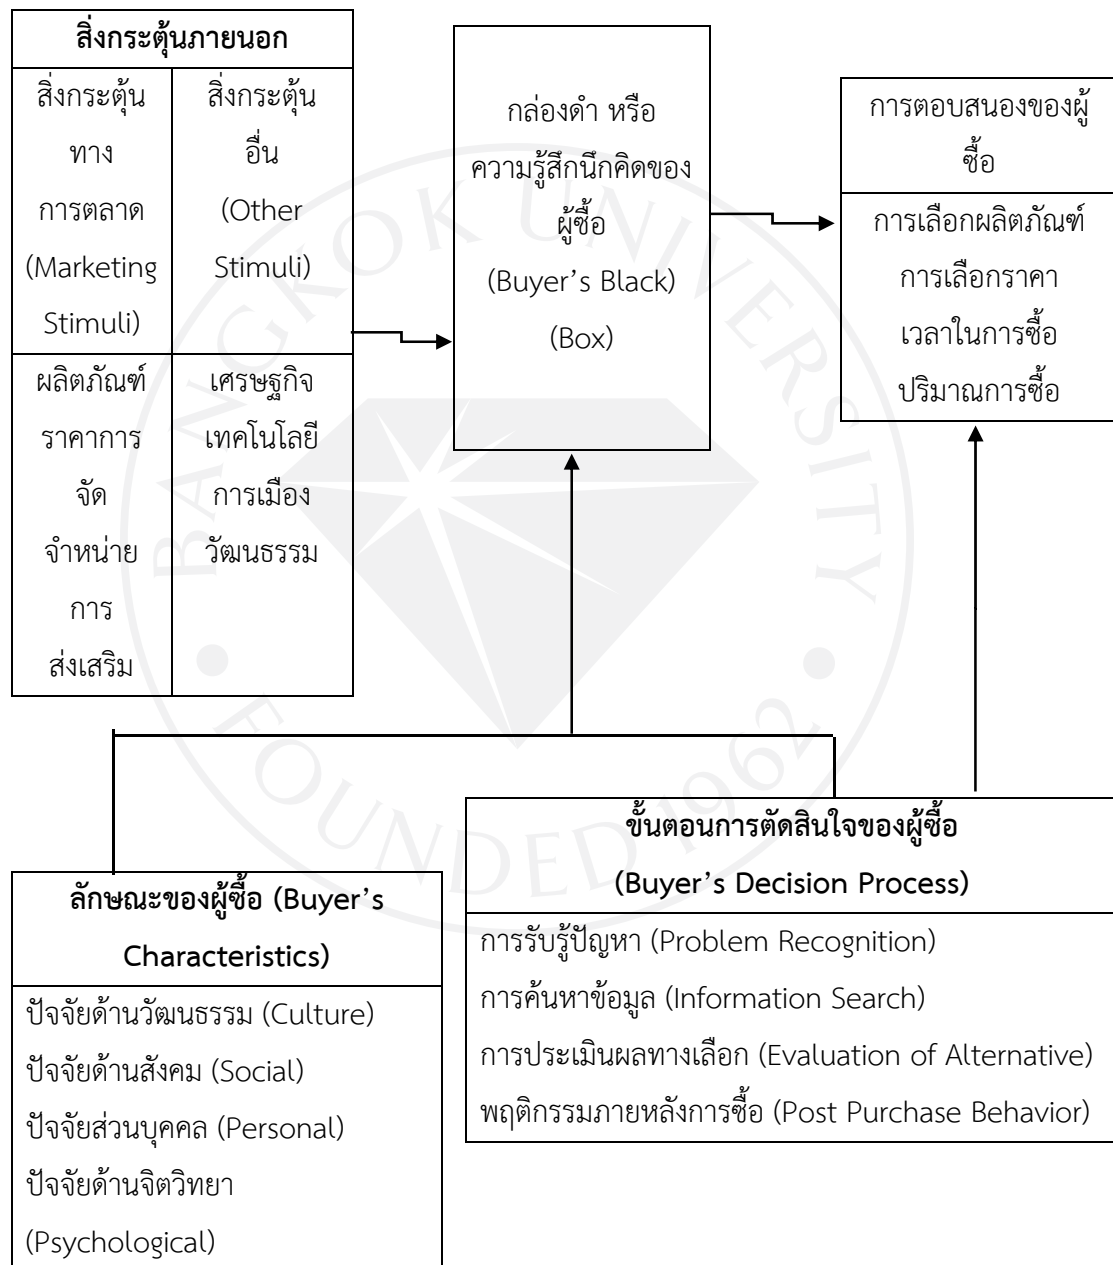 สิ่งกระตุ้นภายนอก
สิ่งกระตุ้น
ทาง
การตลาด
(Marketing
Stimuli)
สิ่งกระตุ้น
อื่น
(Other
Stimuli)
ผลิตภัณฑ์
ราคาการ
จัด
จำหน่าย
การ
ส่งเสริม
เศรษฐกิจ
เทคโนโลยี
การเมือง
วัฒนธรรม
กล่องดำ หรือ
ความรู้สึกนึกคิดของ
ผู้ซื้อ
(Buyer’s Black)
(Box)
การตอบสนองของผู้
ซื้อ
การเลือกผลิตภัณฑ์
การเลือกราคา
เวลาในการซื้อ
ปริมาณการซื้อ
ลักษณะของผู้ซื้อ (Buyer’s
Characteristics)
ปัจจัยด้านวัฒนธรรม (Culture)
ปัจจัยด้านสังคม (Social)
ปัจจัยส่วนบุคคล (Personal)
ปัจจัยด้านจิตวิทยา
(Psychological)
ขั้นตอนการตัดสินใจของผู้ซื้อ
(Buyer’s Decision Process)
การรับรู้ปัญหา (Problem Recognition)
การค้นหาข้อมูล (Information Search)
การประเมินผลทางเลือก (Evaluation of Alternative)
พฤติกรรมภายหลังการซื้อ (Post Purchase Behavior)
BANGKOK UNIVERSITY
FOUNDED 1962